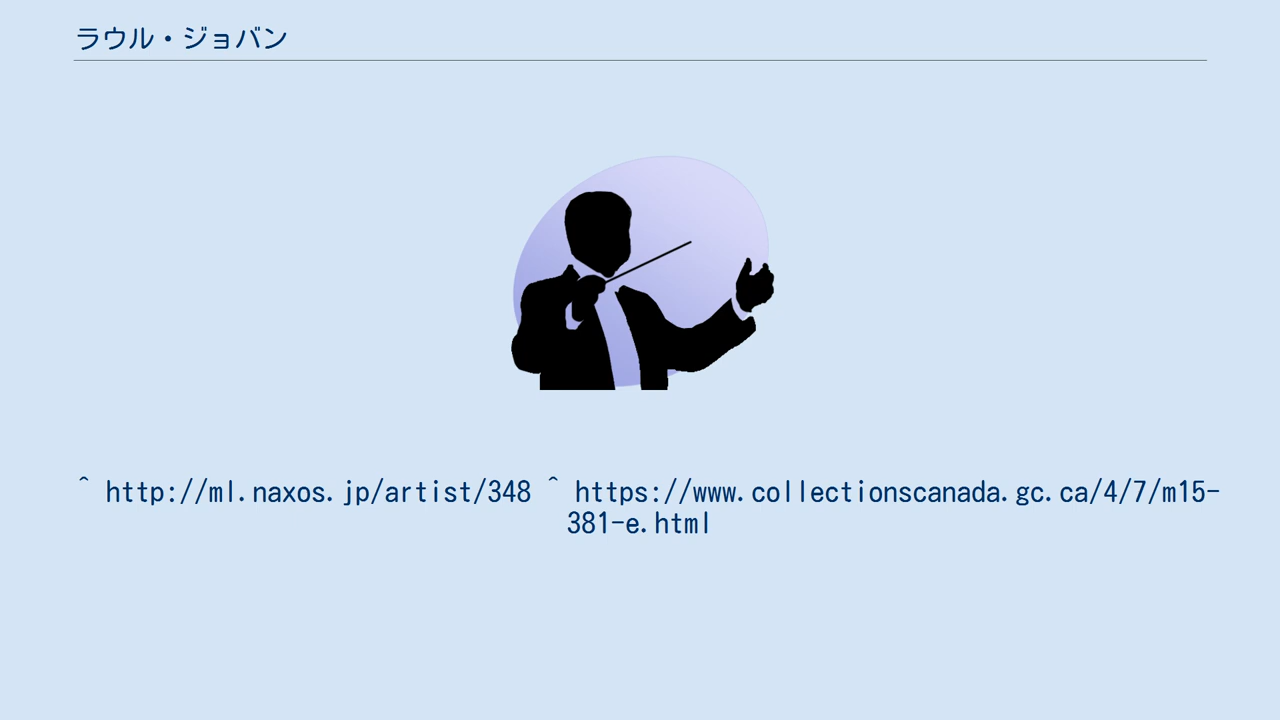 ラウル・ジョバン
^ http://ml.naxos.jp/artist/348 ^ https://www.collectionscanada.gc.ca/4/7/m15-
381-e.html